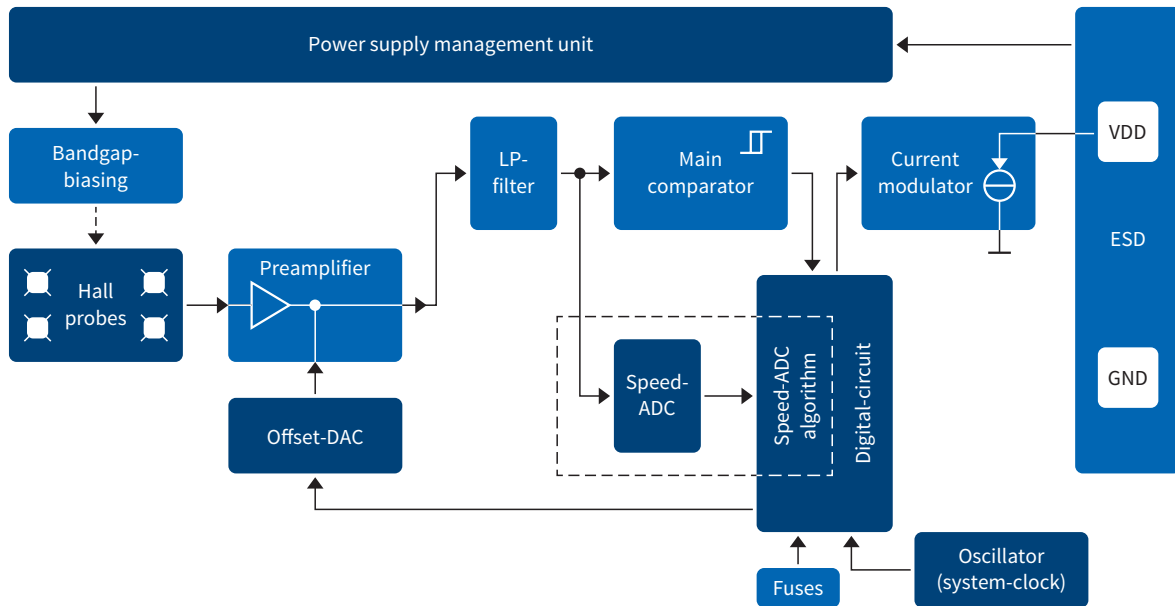 Power supply management unit
Bandgap-
biasing
LP-
filter
Main
comparator
Current
modulator
VDD
ESD
GND
Hall
probes
Preamplifier
Offset-DAC
Speed-
ADC
Speed-ADC
algorithm
Digital-circuit
Fuses
Oscillator
(system-clock)